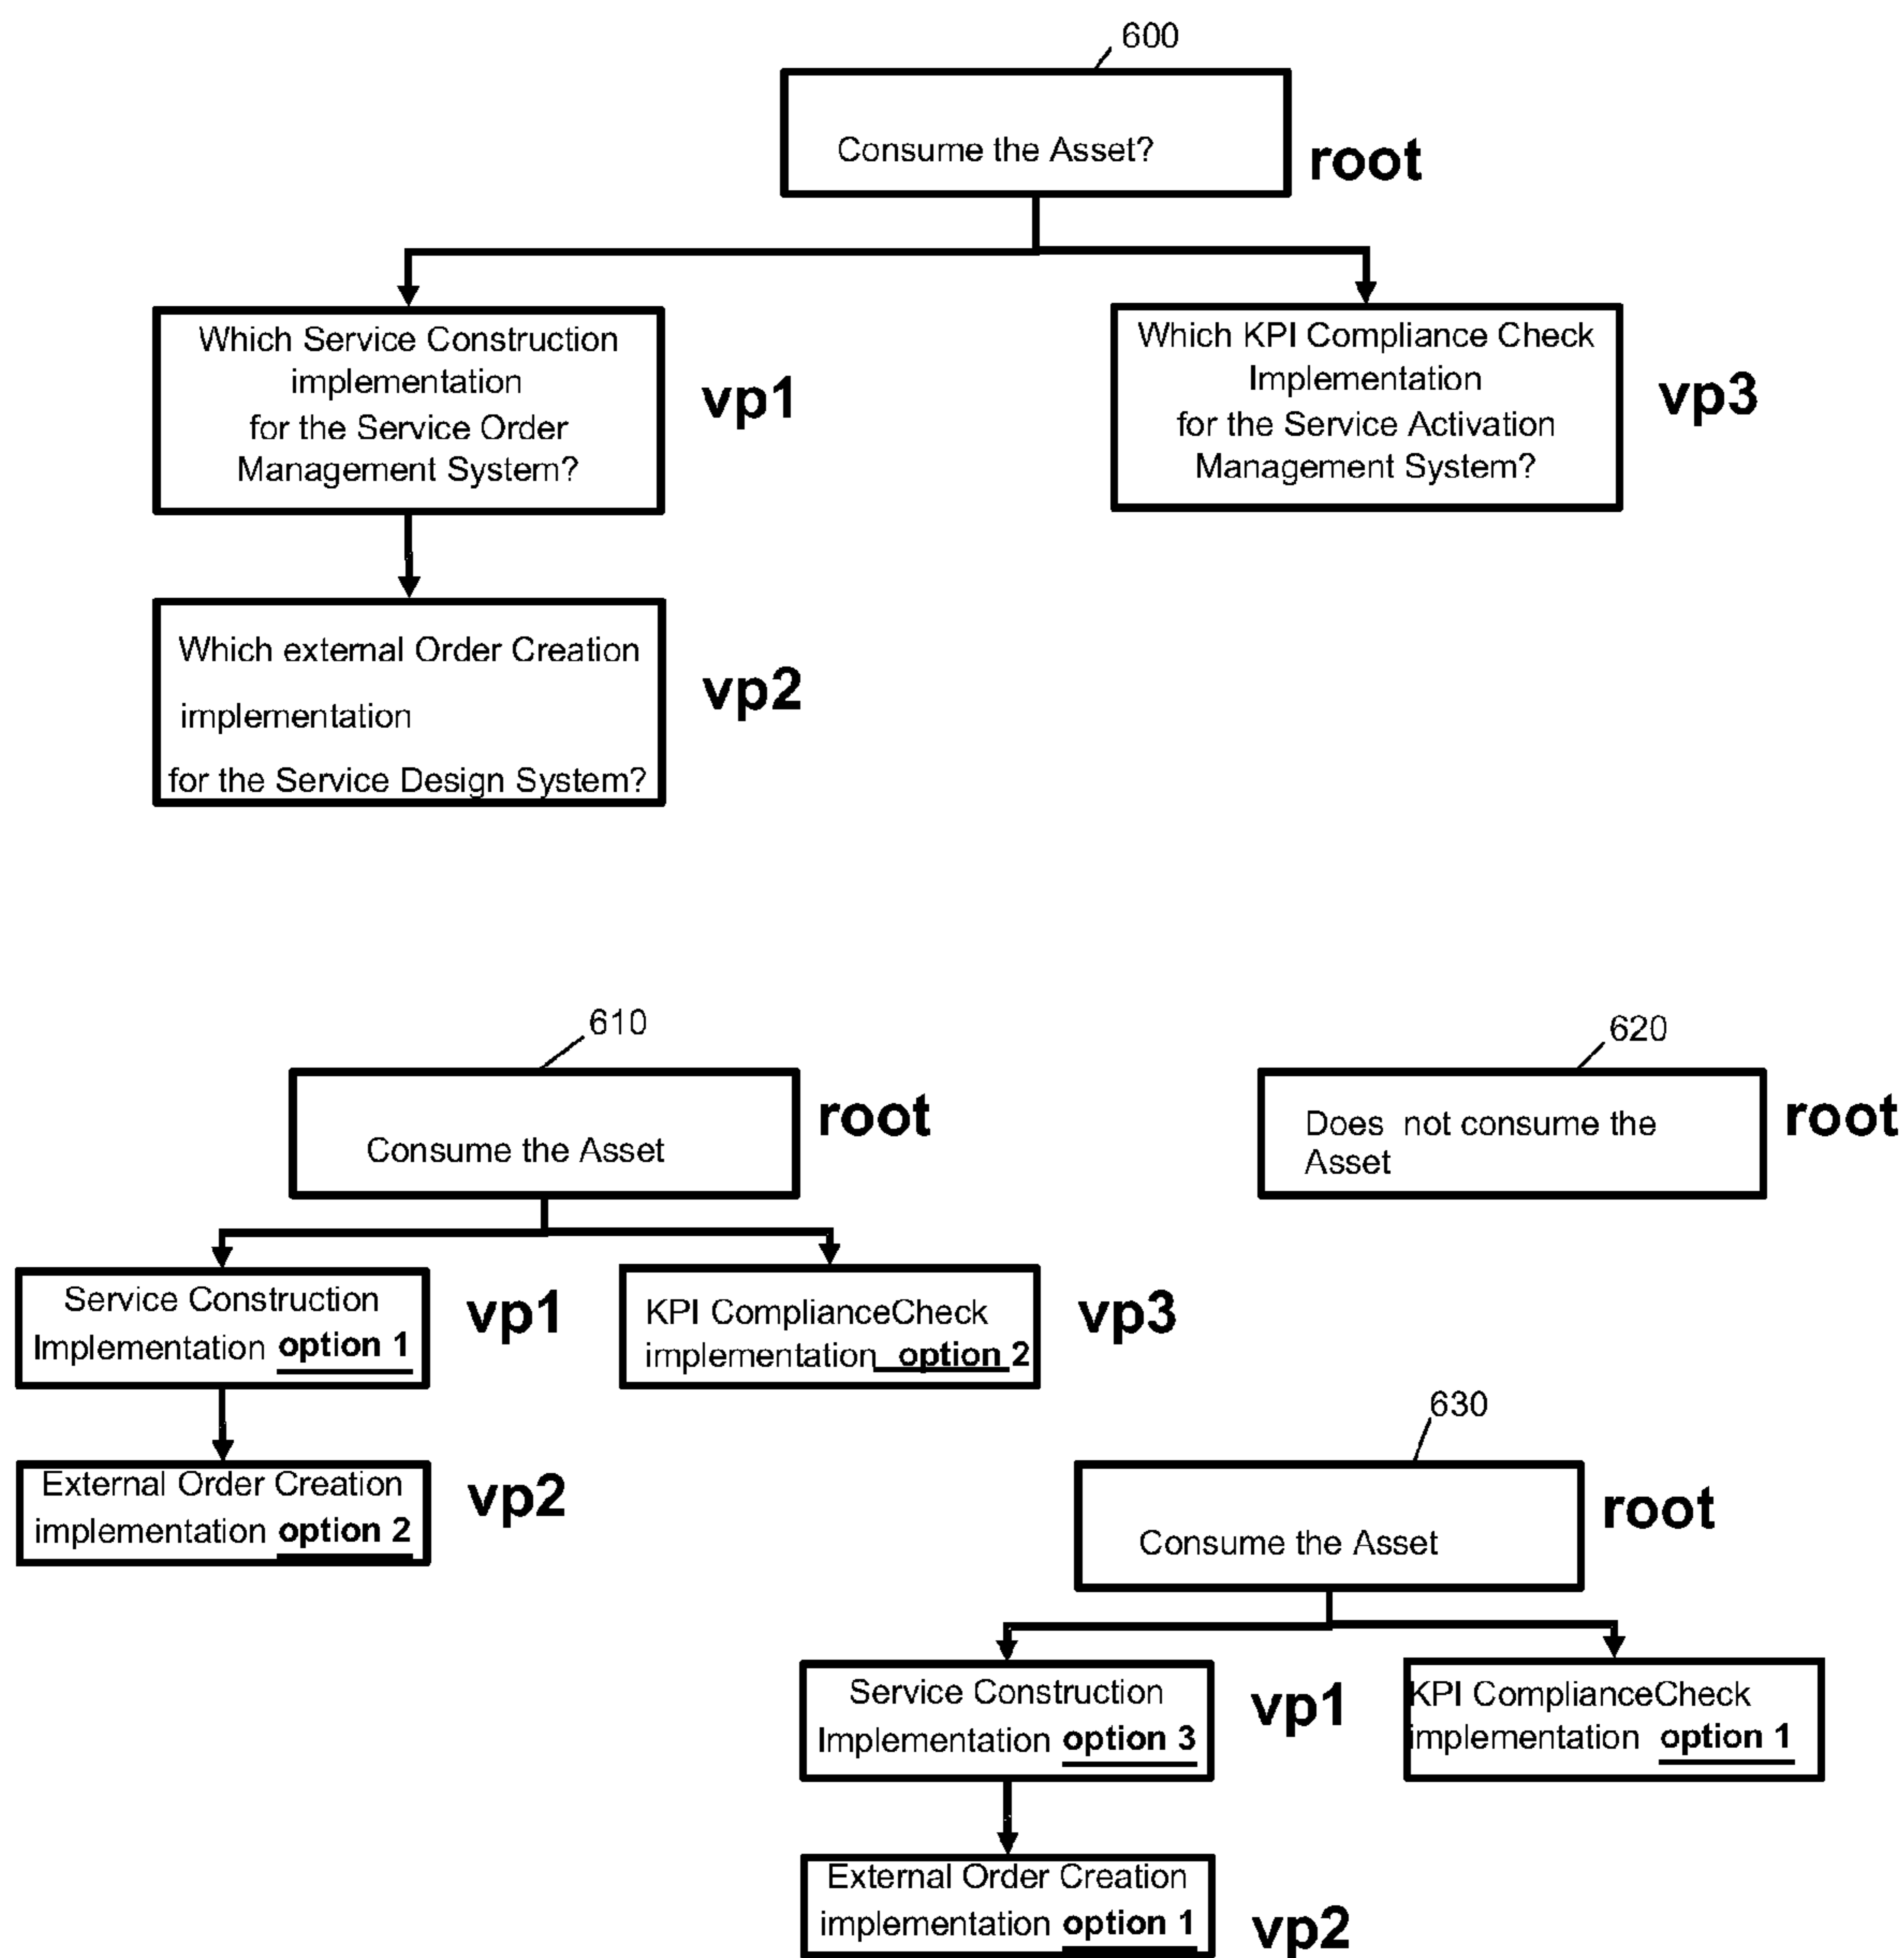 600
Consume the Asset?
root
Which Service Construction
implementation
for the Service Order
Management System?
vp1
Which KPI Compliance Check
Implementation
for the Service Activation
Management System?
vp3
Which external Order Creation
implementation
for the Service Design System?
vp2
610
Consume the Asset
root
620
Does not consume the
Asset
root
Service Construction
Implementation option 1
vp1
KPI ComplianceCheck
implementation option 2
vp3
External Order Creation
implementation option 2
vp2
630
Consume the Asset
root
Service Construction
Implementation option 3
vp1
KPI ComplianceCheck
implementation option 1
External Order Creation
implementation option 1
vp2